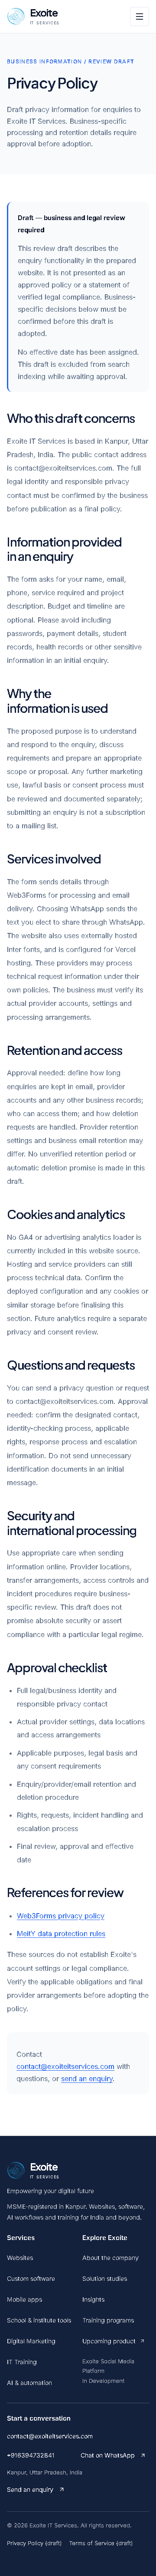 Exoite
IT SERVICES
BUSINESS INFORMATION / REVIEW DRAFT
Privacy Policy
Draft privacy information for enquiries to
Exoite IT Services. Business-specific
processing and retention details require
approval before adoption.
Draft — business and legal review
required
This review draft describes the
enquiry functionality in the prepared
website. It is not presented as an
approved policy or a statement of
verified legal compliance. Business-
specific decisions below must be
confirmed before this draft is
adopted.
No effective date has been assigned.
This draft is excluded from search
indexing while awaiting approval.
Who this draft concerns
Exoite IT Services is based in Kanpur, Uttar
Pradesh, India. The public contact address
is contact@exoiteitservices.com. The full
legal identity and responsible privacy
contact must be confirmed by the business
before publication as a final policy.
Information provided
in an enquiry
The form asks for your name, email,
phone, service required and project
description. Budget and timeline are
optional. Please avoid including
passwords, payment details, student
records, health records or other sensitive
information in an initial enquiry.
Why the
information is used
The proposed purpose is to understand
and respond to the enquiry, discuss
requirements and prepare an appropriate
scope or proposal. Any further marketing
use, lawful basis or consent process must
be reviewed and documented separately;
submitting an enquiry is not a subscription
to a mailing list.
Services involved
The form sends details through
Web3Forms for processing and email
delivery. Choosing WhatsApp sends the
text you elect to share through WhatsApp.
The website also uses externally hosted
Inter fonts, and is configured for Vercel
hosting. These providers may process
technical request information under their
own policies. The business must verify its
actual provider accounts, settings and
processing arrangements.
Retention and access
Approval needed: define how long
enquiries are kept in email, provider
accounts and any other business records;
who can access them; and how deletion
requests are handled. Provider retention
settings and business email retention may
differ. No unverified retention period or
automatic deletion promise is made in this
draft.
Cookies and analytics
No GA4 or advertising analytics loader is
currently included in this website source.
Hosting and service providers can still
process technical data. Confirm the
deployed configuration and any cookies or
similar storage before finalising this
section. Future analytics require a separate
privacy and consent review.
Questions and requests
You can send a privacy question or request
to contact@exoiteitservices.com. Approval
needed: confirm the designated contact,
identity-checking process, applicable
rights, response process and escalation
information. Do not send unnecessary
identification documents in an initial
message.
Security and
international processing
Use appropriate care when sending
information online. Provider locations,
transfer arrangements, access controls and
incident procedures require business-
specific review. This draft does not
promise absolute security or assert
compliance with a particular legal regime.
Approval checklist
• Full legal/business identity and
responsible privacy contact
• Actual provider settings, data locations
and access arrangements
• Applicable purposes, legal basis and
any consent requirements
• Enquiry/provider/email retention and
deletion procedure
• Rights, requests, incident handling and
escalation process
• Final review, approval and effective
date
References for review
• Web3Forms privacy policy
• MeitY data protection rules
These sources do not establish Exoite's
account settings or legal compliance.
Verify the applicable obligations and final
provider arrangements before adopting the
policy.
Contact
contact@exoiteitservices.com with
questions, or send an enquiry.
Exoite
IT SERVICES
Empowering your digital future
MSME-registered in Kanpur. Websites, software,
AI workflows and training for India and beyond.
Services
Websites
Custom software
Mobile apps
School & institute tools
Digital Marketing
IT Training
AI & automation
Explore Exoite
About the company
Solution studies
Insights
Training programs
Upcoming product ↗
Exoite Social Media
Platform
In Development
Start a conversation
contact@exoiteitservices.com
+916394732841
Chat on WhatsApp ↗
Kanpur, Uttar Pradesh, India
Send an enquiry ↗
© 2026 Exoite IT Services. All rights reserved.
Privacy Policy (draft) Terms of Service (draft)